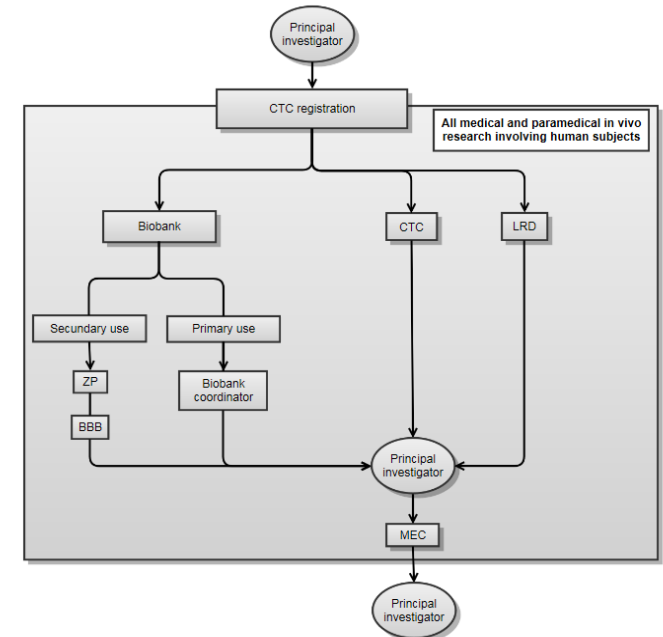 Principal
investigator
CTC registration
All medical and paramedical in vivo
research involving human subjects
Biobank
CTC
LRD
Secundary use
Primary use
ZP
Biobank
coordinator
BBB
Principal
investigator
MEC
Principal
investigator